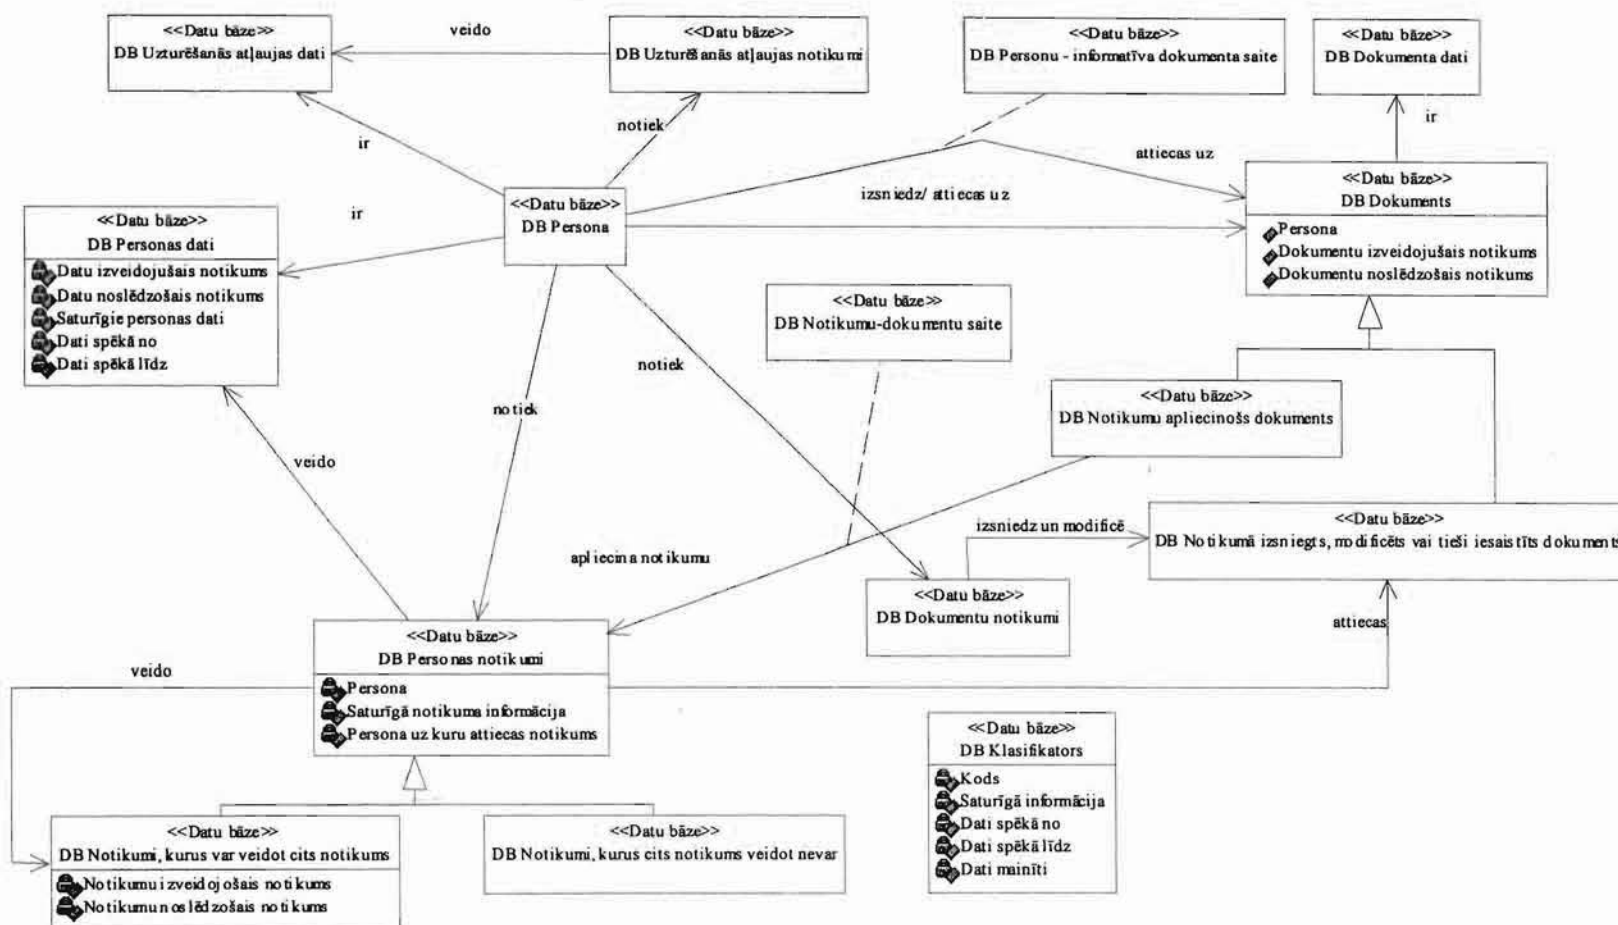 <<Datu bāze>>
DB Uzturēšanās atļaujas dati
veido
<<Datu bāze>>
DB Uzturēšanās atļaujas notikumi
<<Datu bāze>>
DB Personu - informatīva dokumenta saite
<<Datu bāze>>
DB Dokumenta dati
ir
notiek
ir
attiecas uz
<<Datu bāze>>
DB Persona
izsniedz/ attiecas uz
<<Datu bāze>>
DB Dokuments
Persona
Dokumentu izveidojušais notikums
Dokumentu noslēdzošais notikums
ir
<<Datu bāze>>
DB Personas dati
Datu izveidojušais notikums
Datu noslēdzošais notikums
Saturīgie personas dati
Dati spēkā no
Dati spēkā līdz
<<Datu bāze>>
DB Notikumu-dokumentu saite
notiek
notiek
<<Datu bāze>>
DB Notikumu apliecinošs dokuments
veido
izsniedz un modificē
<<Datu bāze>>
DB Notikumā izsniegts, modificēts vai tieši iesaistīts dokuments
apliecina notikumu
<<Datu bāze>>
DB Dokumentu notikumi
attiecas
<<Datu bāze>>
DB Personas notikumi
Persona
Saturīgā notikuma informācija
Persona uz kuru attiecas notikums
veido
<<Datu bāze>>
DB Klasifikators
Kods
Saturīgā informācija
Dati spēkā no
Dati spēkā līdz
Dati mainīti
<<Datu bāze>>
DB Notikumi, kurus var veidot cits notikums
Notikumu izveidojošais notikums
Notikumu noslēdzošais notikums
<<Datu bāze>>
DB Notikumi, kurus cits notikums veidot nevar